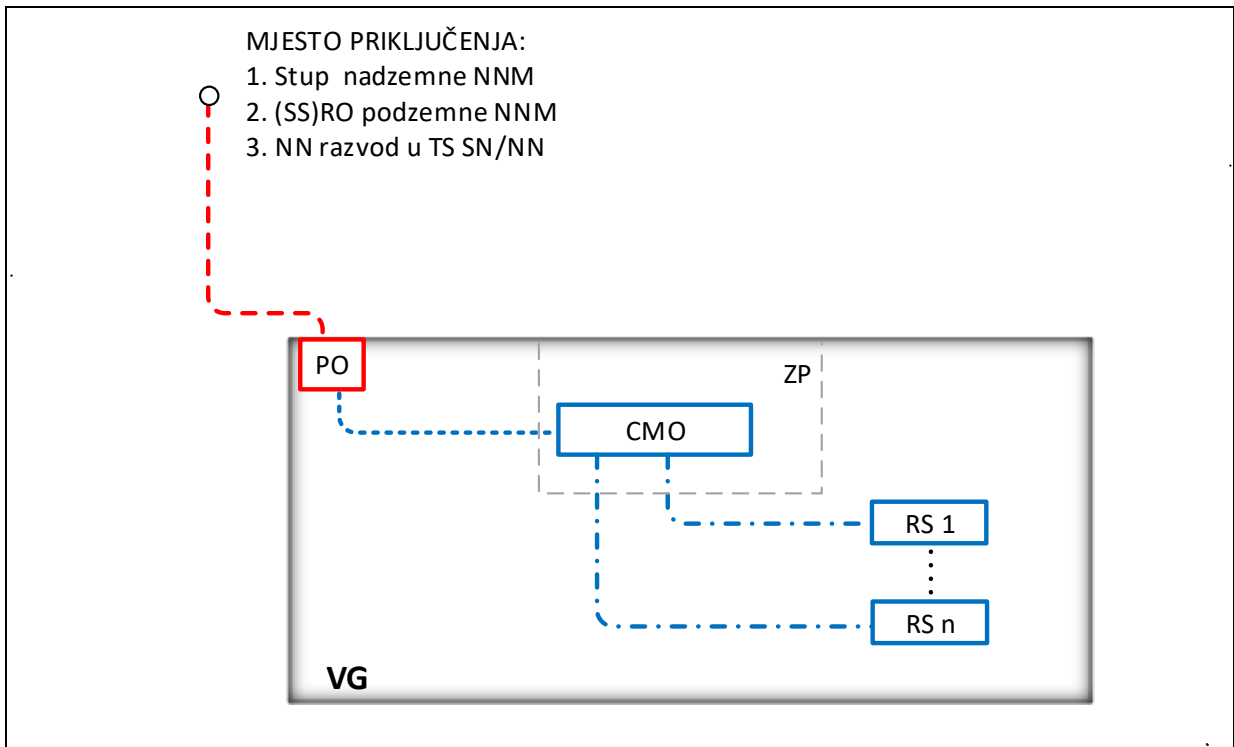 MJESTO PRIKLJUČENJA:
1. Stup nadzemne NNM
2. (SS)RO podzemne NNM
3. NN razvod u TS SN/NN
PO
ZP
CMO
RS 1
RS n
VG